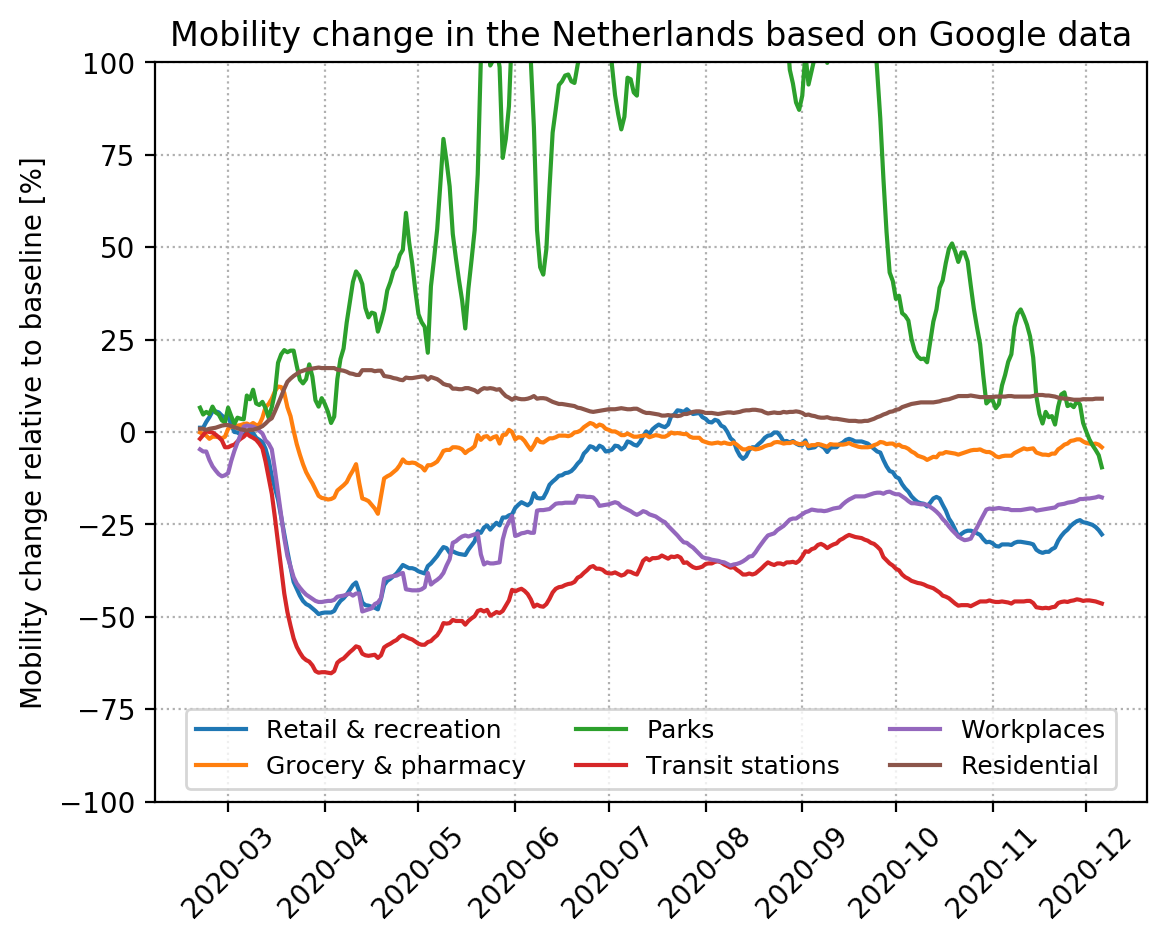 Mobility change in the Netherlands based on Google data
Mobility change relative to baseline [%]
100
75
50
25
0
−25
−50
−75
−100
Retail & recreation
Grocery & pharmacy
Parks
Transit stations
Workplaces
Residential
2020-03
2020-04
2020-05
2020-06
2020-07
2020-08
2020-09
2020-10
2020-11
2020-12